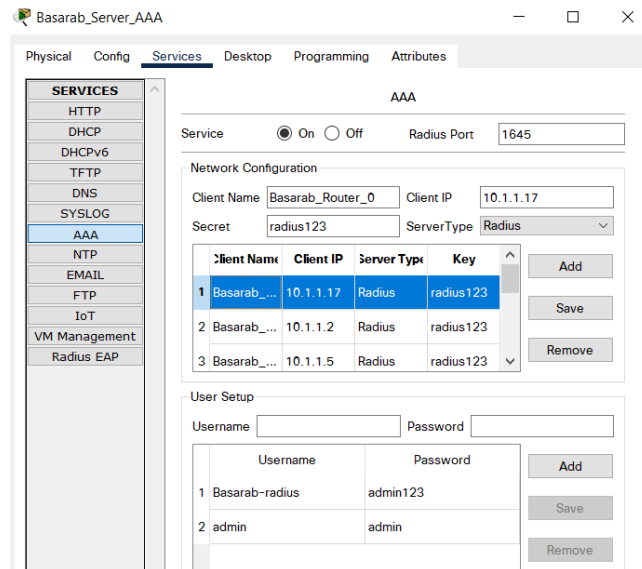 Basarab_Server_AAA
Physical Config Services Desktop Programming Attributes
SERVICES
HTTP
DHCP
DHCPv6
TFTP
DNS
SYSLOG
AAA
NTP
EMAIL
FTP
IoT
VM Management
Radius EAP
AAA
Service On Off Radius Port 1645
Network Configuration
Client Name Basarab_Router_0 Client IP 10.1.1.17
Secret radius123 ServerType Radius
Client Name Client IP Server Type Key
1 Basarab_... 10.1.1.17 Radius radius123
2 Basarab_... 10.1.1.2 Radius radius123
3 Basarab_... 10.1.1.5 Radius radius123
Add
Save
Remove
User Setup
Username Password
Username Password
1 Basarab-radius admin123
2 admin admin
Add
Save
Remove